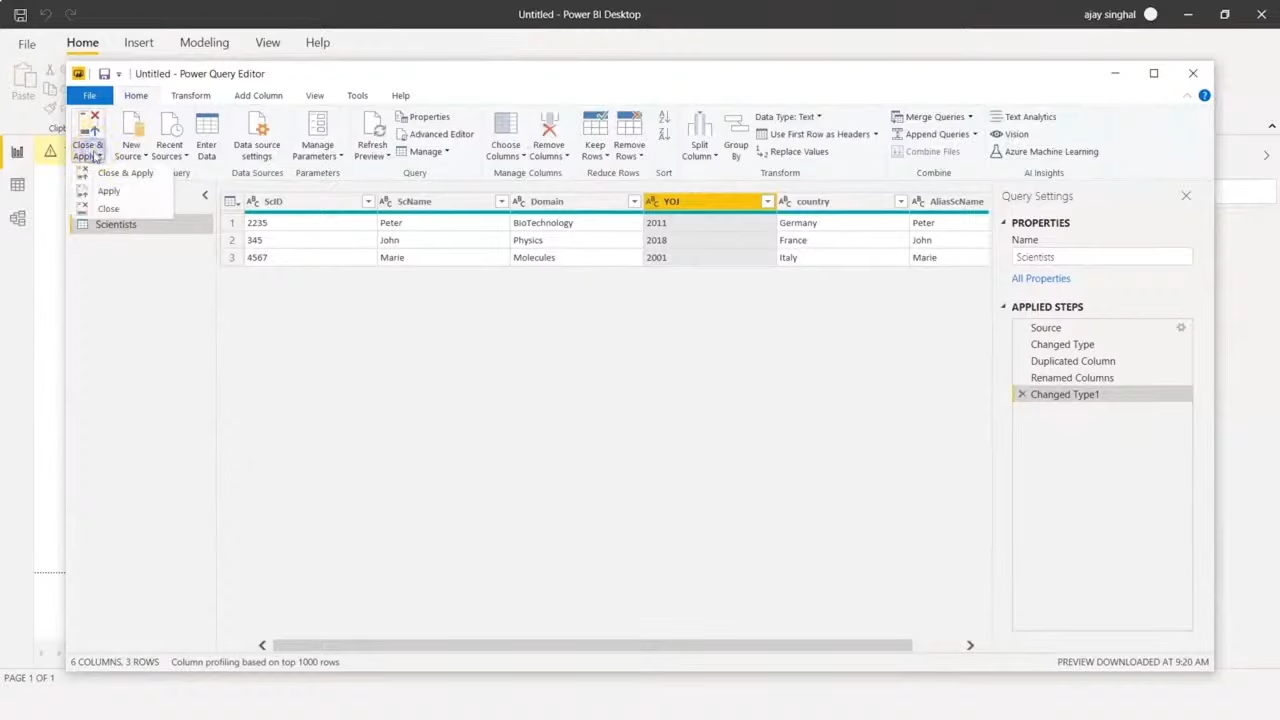 Untitled - Power BI Desktop
ajay singhal
File
Home
Insert
Modeling
View
Help
Paste
Untitled - Power Query Editor
File
Home
Transform
Add Column
View
Tools
Help
Close &
Apply
New
Source
Recent
Sources
Enter
Data
Data source
settings
Manage
Parameters
Refresh
Preview
Properties
Advanced Editor
Manage
Choose
Columns
Remove
Columns
Keep
Rows
Remove
Rows
Split
Column
Group
By
Data Type: Text
Use First Row as Headers
Replace Values
Merge Queries
Append Queries
Combine Files
Text Analytics
Vision
Azure Machine Learning
Clipb
uery
Data Sources
Parameters
Query
Manage Columns
Reduce Rows
Sort
Transform
Combine
AI Insights
Close & Apply
Apply
Close
Scientists
ScID
ScName
Domain
YOJ
country
AliasScName
1 2235 Peter BioTechnology 2011 Germany Peter
2 345 John Physics 2018 France John
3 4567 Marie Molecules 2001 Italy Marie
Query Settings
PROPERTIES
Name
Scientists
All Properties
APPLIED STEPS
Source
Changed Type
Duplicated Column
Renamed Columns
Changed Type1
6 COLUMNS, 3 ROWS
Column profiling based on top 1000 rows
PREVIEW DOWNLOADED AT 9:20 AM
PAGE 1 OF 1